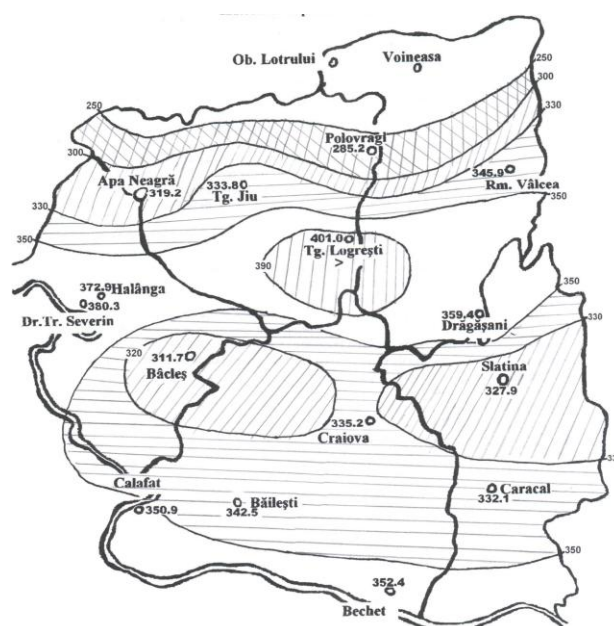 Ob. Lotrului
Voineasa
250
300
330
250
Polovragi
285.2
300
Apa Neagră
319.2
333.8
Tg. Jiu
345.9
Rm. Vâlcea
350
330
350
401.0
Tg. Logrești
390
372.9
Halânga
380.3
Dr.Tr. Severin
350
359.4
Drăgășani
330
320
311.7
Bâcleș
Slatina
327.9
335.2
Craiova
Calafat
350.9
Băilești
342.5
Caracal
332.1
350
352.4
Bechet